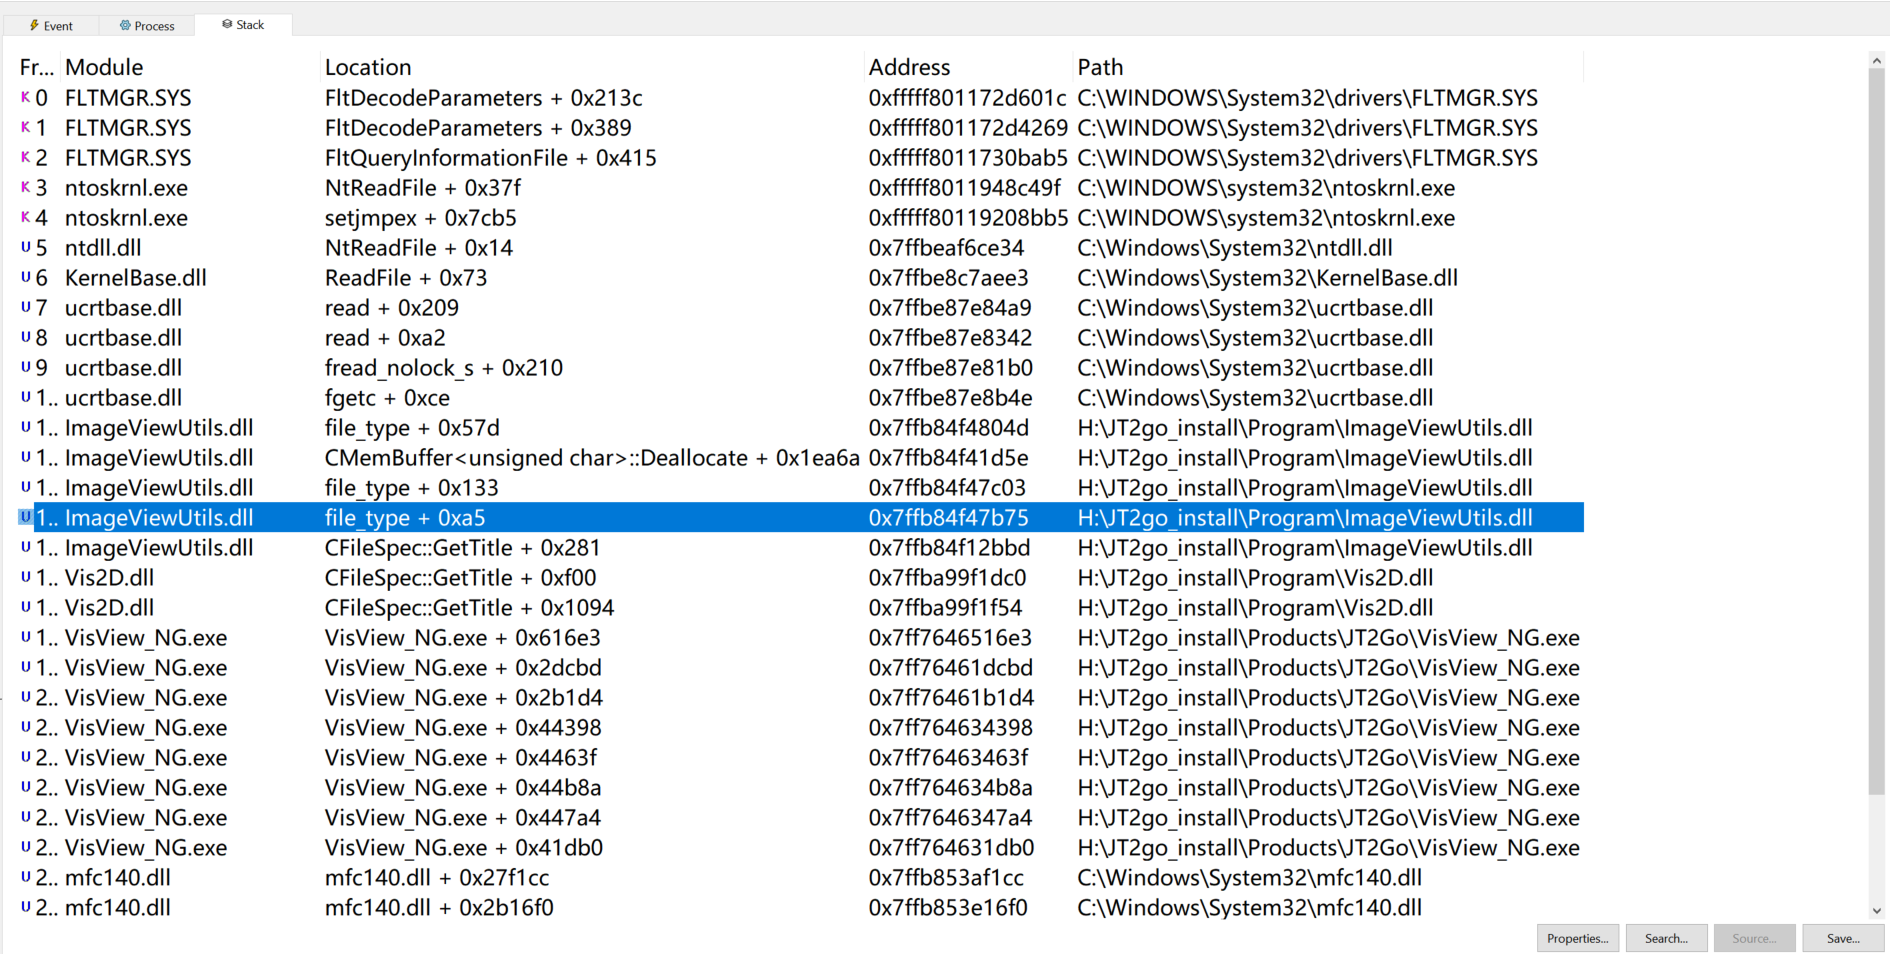 Event Process Stack
Fr... Module Location Address Path
K 0 FLTMGR.SYS FltDecodeParameters + 0x213c 0xfffff801172d601c C:\WINDOWS\System32\drivers\FLTMGR.SYS
K 1 FLTMGR.SYS FltDecodeParameters + 0x389 0xfffff801172d4269 C:\WINDOWS\System32\drivers\FLTMGR.SYS
K 2 FLTMGR.SYS FltQueryInformationFile + 0x415 0xfffff8011730bab5 C:\WINDOWS\System32\drivers\FLTMGR.SYS
K 3 ntoskrnl.exe NtReadFile + 0x37f 0xfffff8011948c49f C:\WINDOWS\system32\ntoskrnl.exe
K 4 ntoskrnl.exe setjmpex + 0x7cb5 0xfffff80119208bb5 C:\WINDOWS\system32\ntoskrnl.exe
U 5 ntdll.dll NtReadFile + 0x14 0x7ffbeaf6ce34 C:\Windows\System32\ntdll.dll
U 6 KernelBase.dll ReadFile + 0x73 0x7ffbe8c7aee3 C:\Windows\System32\KernelBase.dll
U 7 ucrtbase.dll read + 0x209 0x7ffbe87e84a9 C:\Windows\System32\ucrtbase.dll
U 8 ucrtbase.dll read + 0xa2 0x7ffbe87e8342 C:\Windows\System32\ucrtbase.dll
U 9 ucrtbase.dll fread_nolock_s + 0x210 0x7ffbe87e81b0 C:\Windows\System32\ucrtbase.dll
U 1.. ucrtbase.dll fgetc + 0xce 0x7ffbe87e8b4e C:\Windows\System32\ucrtbase.dll
U 1.. ImageViewUtils.dll file_type + 0x57d 0x7ffb84f4804d H:\JT2go_install\Program\ImageViewUtils.dll
U 1.. ImageViewUtils.dll CMemBuffer<unsigned char>::Deallocate + 0x1ea6a 0x7ffb84f41d5e H:\JT2go_install\Program\ImageViewUtils.dll
U 1.. ImageViewUtils.dll file_type + 0x133 0x7ffb84f47c03 H:\JT2go_install\Program\ImageViewUtils.dll
U 1.. ImageViewUtils.dll file_type + 0xa5 0x7ffb84f47b75 H:\JT2go_install\Program\ImageViewUtils.dll
U 1.. ImageViewUtils.dll CFileSpec::GetTitle + 0x281 0x7ffb84f12bbd H:\JT2go_install\Program\ImageViewUtils.dll
U 1.. Vis2D.dll CFileSpec::GetTitle + 0xf00 0x7ffba99f1dc0 H:\JT2go_install\Program\Vis2D.dll
U 1.. Vis2D.dll CFileSpec::GetTitle + 0x1094 0x7ffba99f1f54 H:\JT2go_install\Program\Vis2D.dll
U 1.. VisView_NG.exe VisView_NG.exe + 0x616e3 0x7ff7646516e3 H:\JT2go_install\Products\JT2Go\VisView_NG.exe
U 1.. VisView_NG.exe VisView_NG.exe + 0x2dcbd 0x7ff76461dcbd H:\JT2go_install\Products\JT2Go\VisView_NG.exe
U 2.. VisView_NG.exe VisView_NG.exe + 0x2b1d4 0x7ff76461b1d4 H:\JT2go_install\Products\JT2Go\VisView_NG.exe
U 2.. VisView_NG.exe VisView_NG.exe + 0x44398 0x7ff764634398 H:\JT2go_install\Products\JT2Go\VisView_NG.exe
U 2.. VisView_NG.exe VisView_NG.exe + 0x4463f 0x7ff76463463f H:\JT2go_install\Products\JT2Go\VisView_NG.exe
U 2.. VisView_NG.exe VisView_NG.exe + 0x44b8a 0x7ff764634b8a H:\JT2go_install\Products\JT2Go\VisView_NG.exe
U 2.. VisView_NG.exe VisView_NG.exe + 0x447a4 0x7ff7646347a4 H:\JT2go_install\Products\JT2Go\VisView_NG.exe
U 2.. VisView_NG.exe VisView_NG.exe + 0x41db0 0x7ff764631db0 H:\JT2go_install\Products\JT2Go\VisView_NG.exe
U 2.. mfc140.dll mfc140.dll + 0x27f1cc 0x7ffb853af1cc C:\Windows\System32\mfc140.dll
U 2.. mfc140.dll mfc140.dll + 0x2b16f0 0x7ffb853e16f0 C:\Windows\System32\mfc140.dll
Properties... Search... Source... Save...